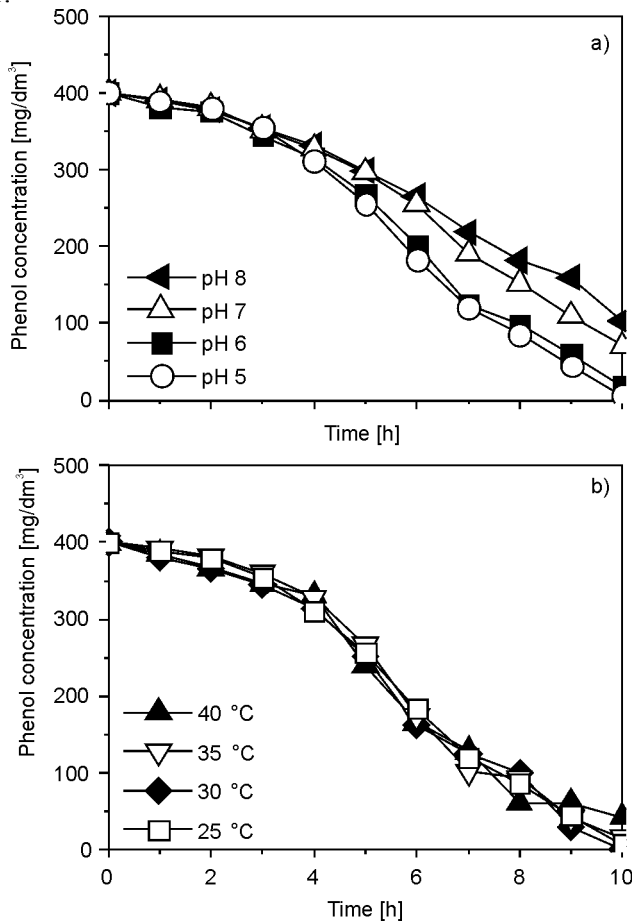 500
a)
400
300
200
100
0
Phenol concentration [mg/dm³]
pH 8
pH 7
pH 6
pH 5
Time [h]
500
b)
400
300
200
100
0
Phenol concentration [mg/dm³]
40 °C
35 °C
30 °C
25 °C
0 2 4 6 8 10
Time [h]